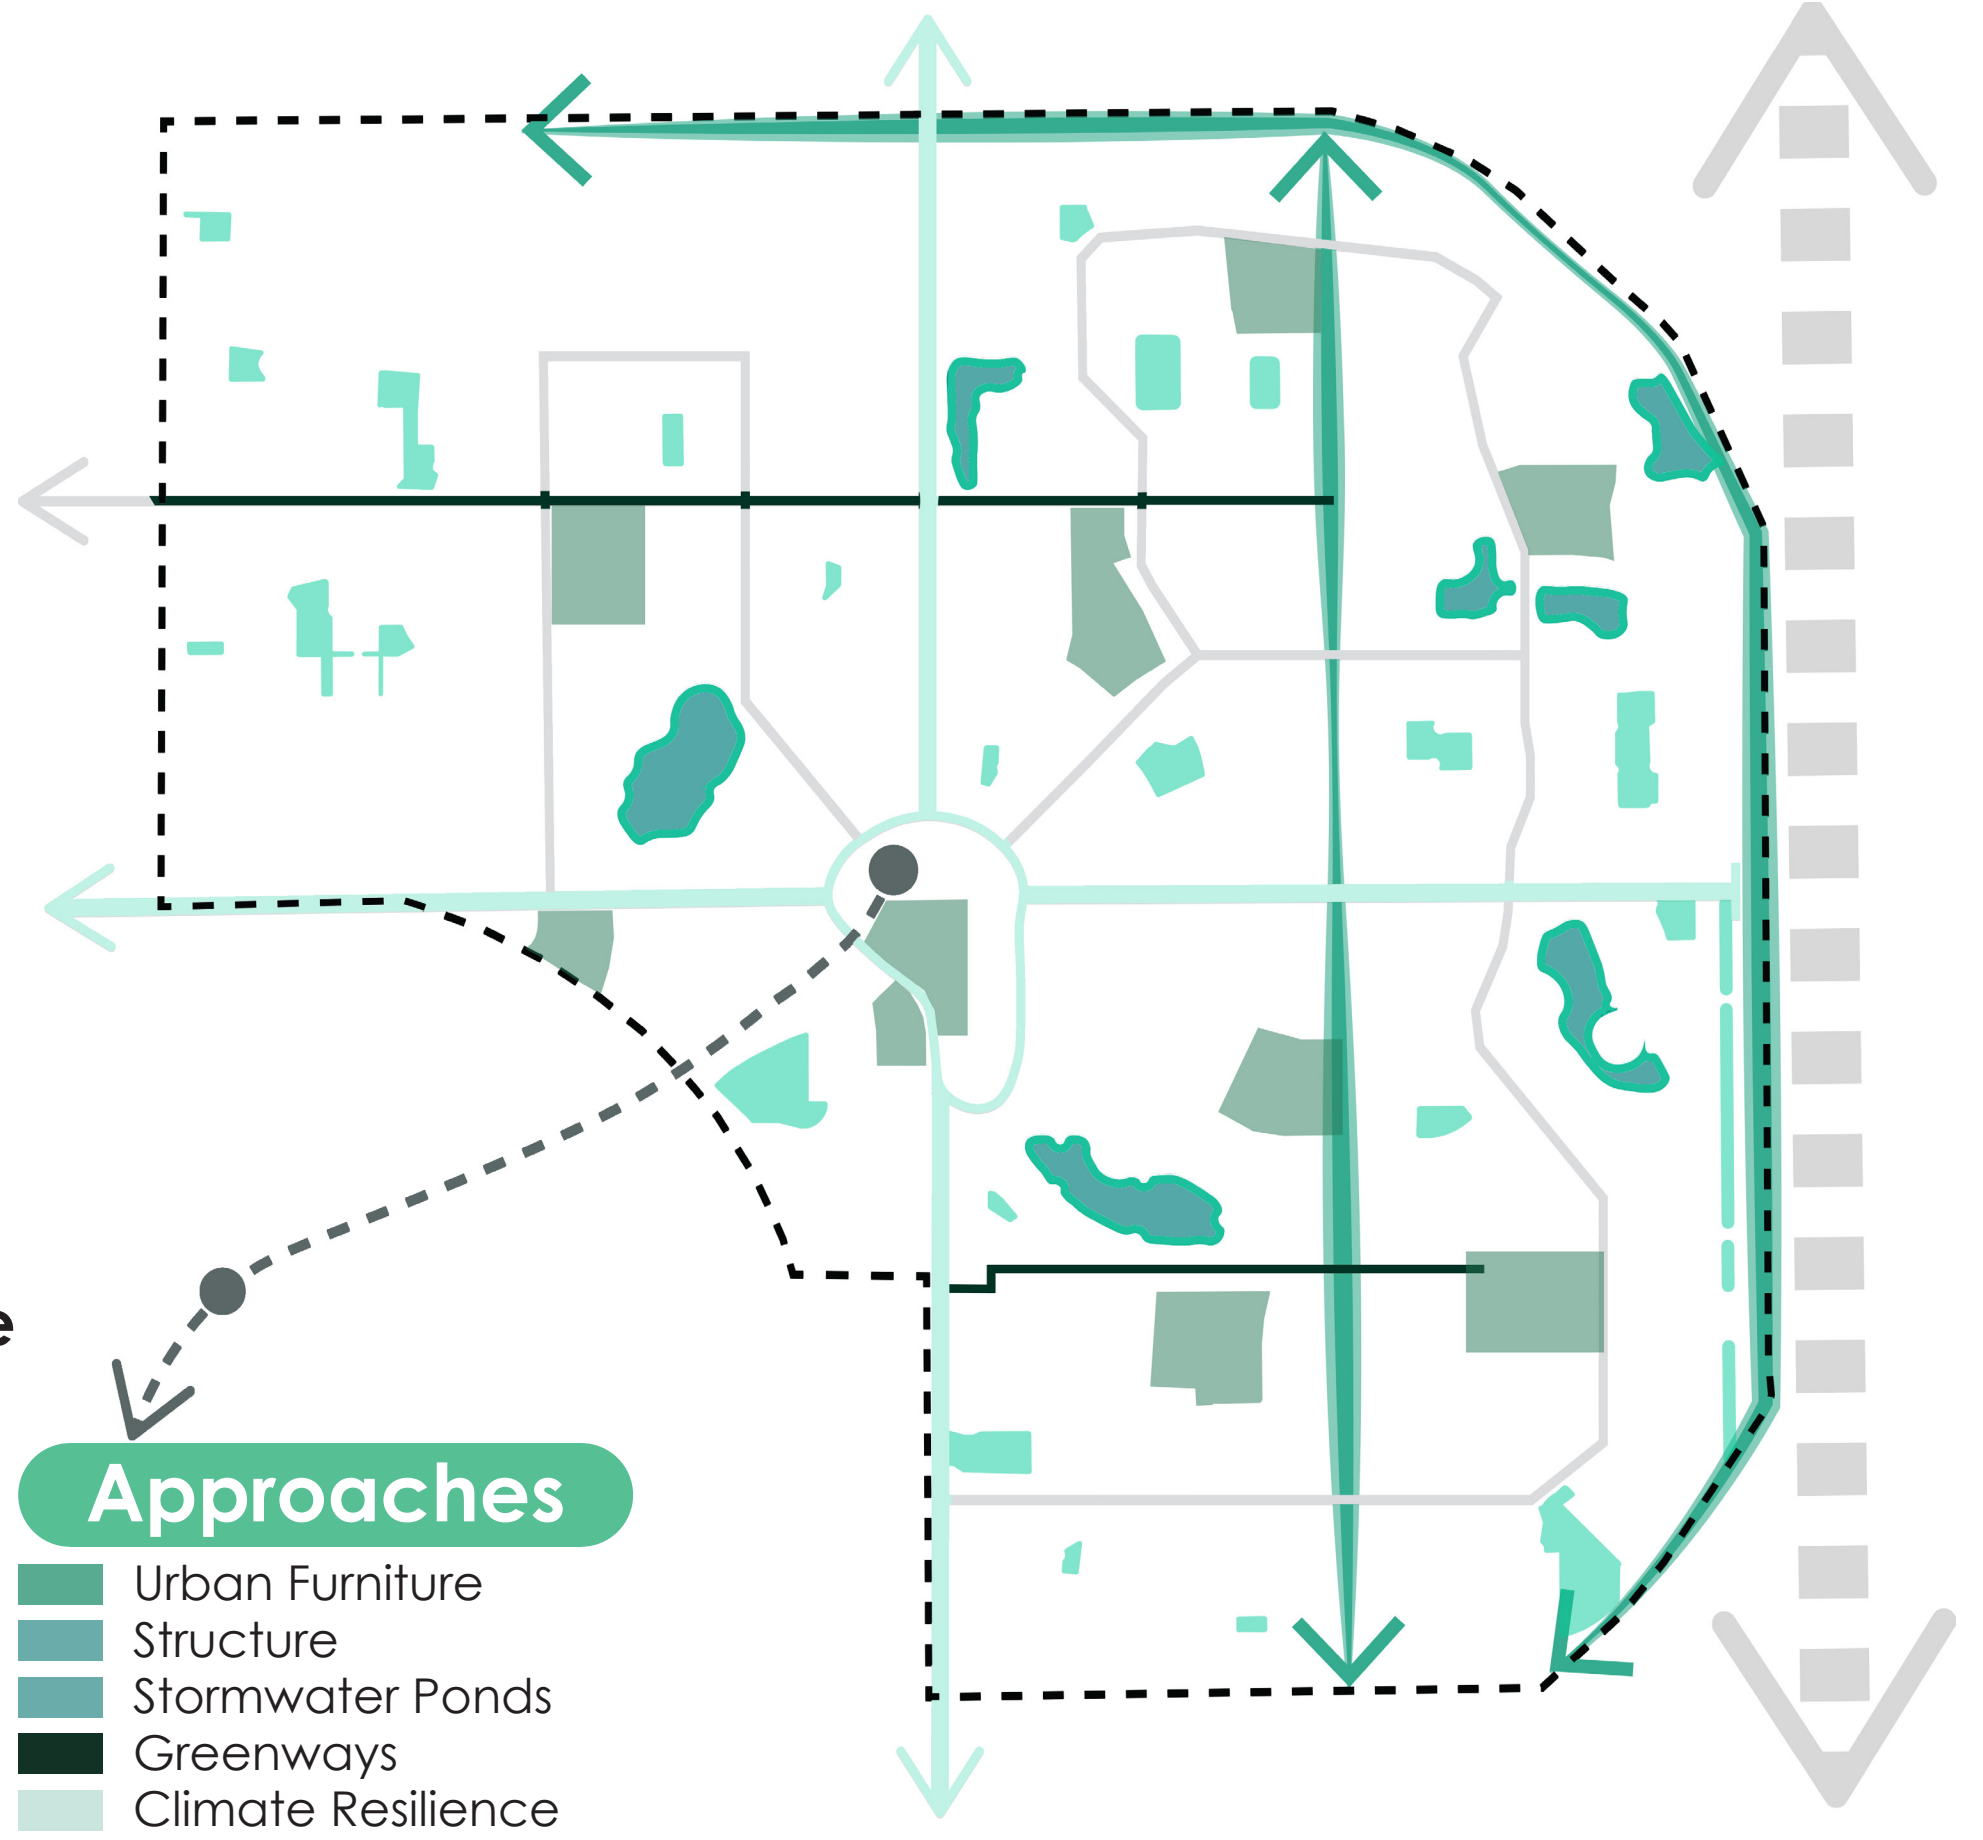 e
Approaches
Urban Furniture
Structure
Stormwater Ponds
Greenways
Climate Resilience